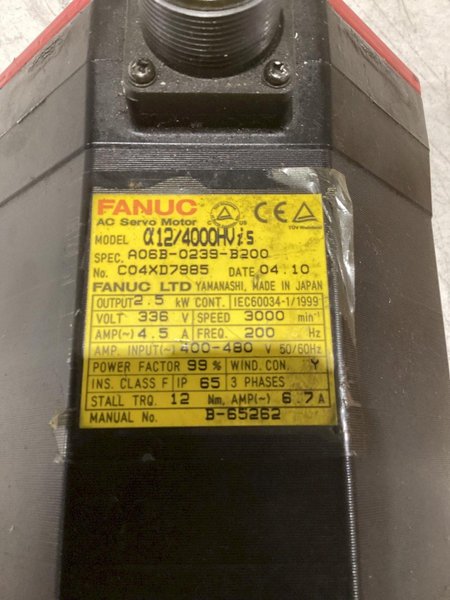 FANUC
AC Servo Motor
MODEL α12/4000HVis
SPEC. A06B-0239-B200
No. C04XD7985 DATE 04.10
FANUC LTD YAMANASHI, MADE IN JAPAN
OUTPUT 2.5 kW CONT. IEC60034-1/1999
VOLT 336 V SPEED 3000 min⁻¹
AMP(~) 4.5 A FREQ. 200 Hz
AMP. INPUT(~) 400-480 V 50/60Hz
POWER FACTOR 99 % WIND. CON. Y
INS. CLASS F IP 65 3 PHASES
STALL TRQ. 12 Nm, AMP(~) 6.7 A
MANUAL No. B-65262